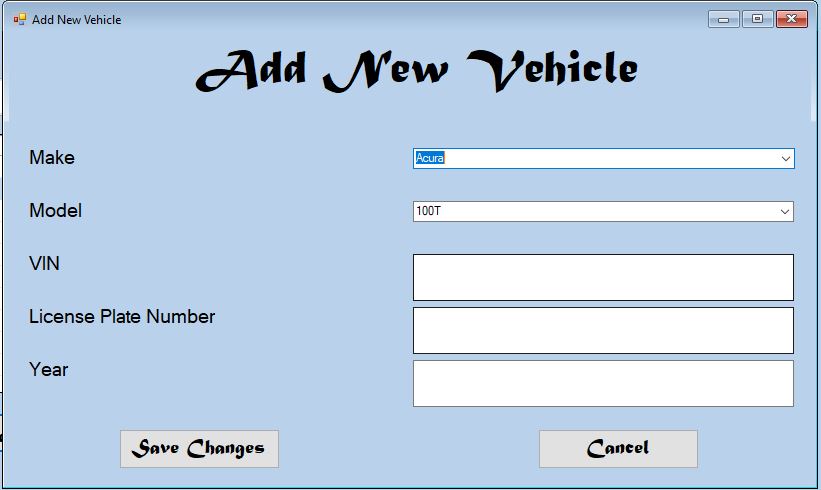 Add New Vehicle
Add New Vehicle
Make
Acura
Model
100T
VIN
License Plate Number
Year
Save Changes
Cancel